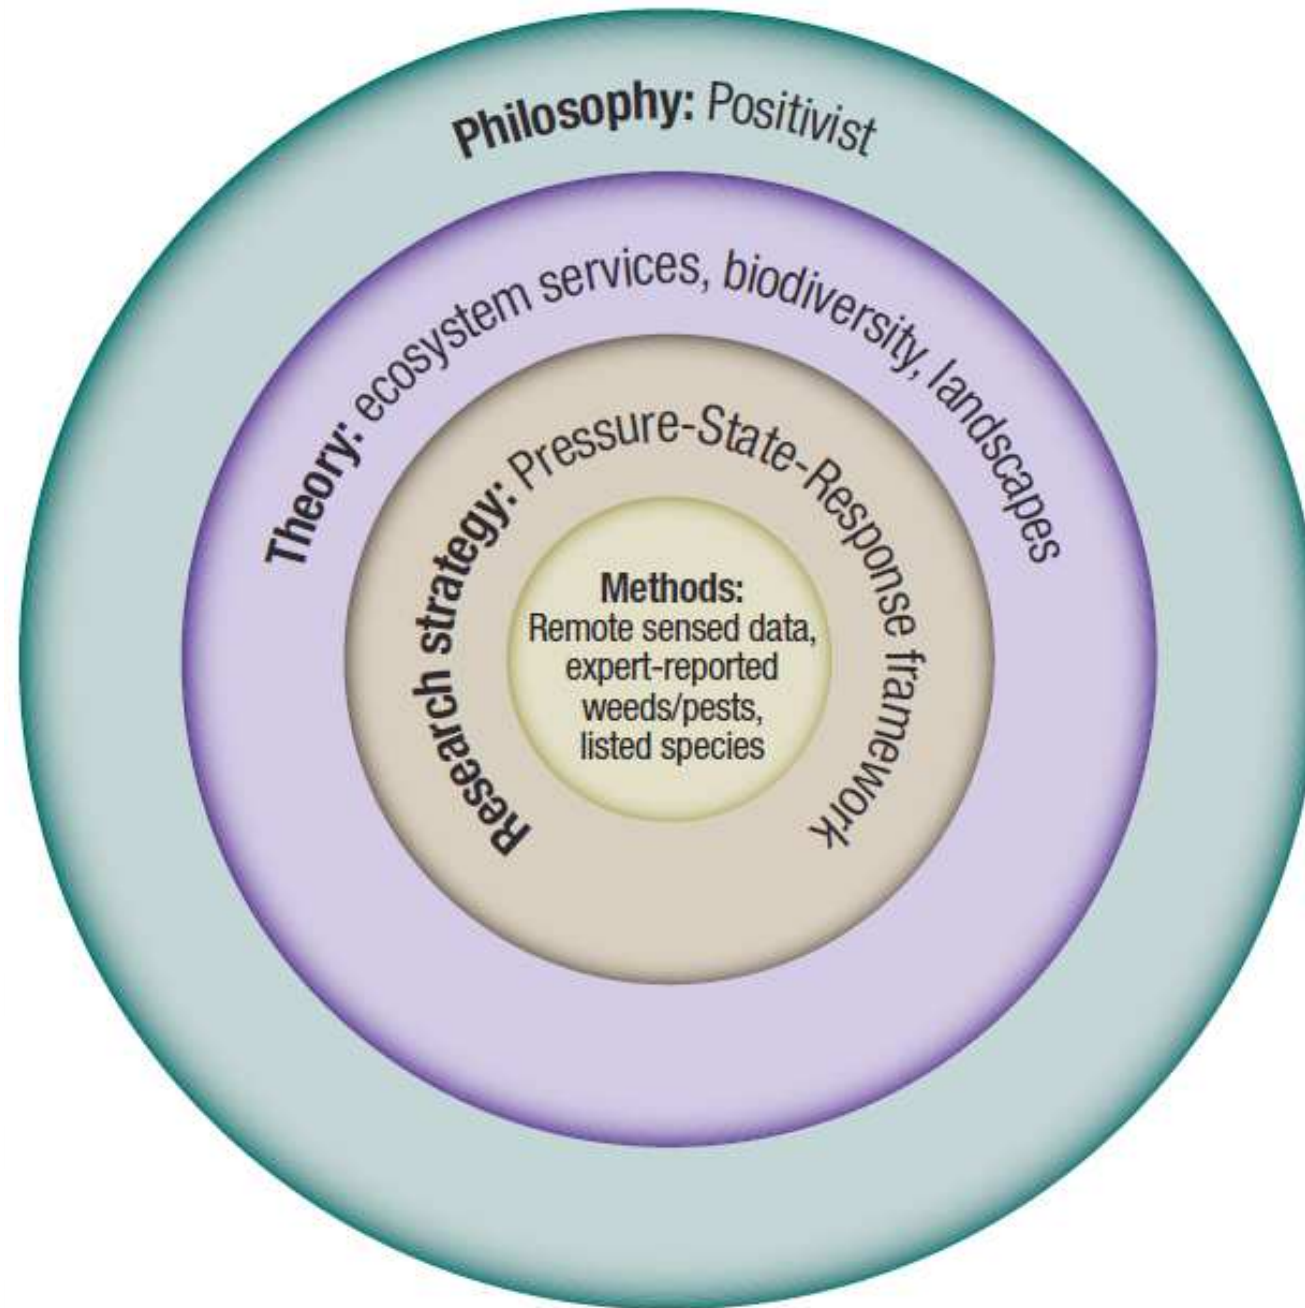 Philosophy: Positivist
Theory: ecosystem services, biodiversity, landscapes
Research strategy: Pressure-State-Response framework
Methods:
Remote sensed data,
expert-reported
weeds/pests,
listed species